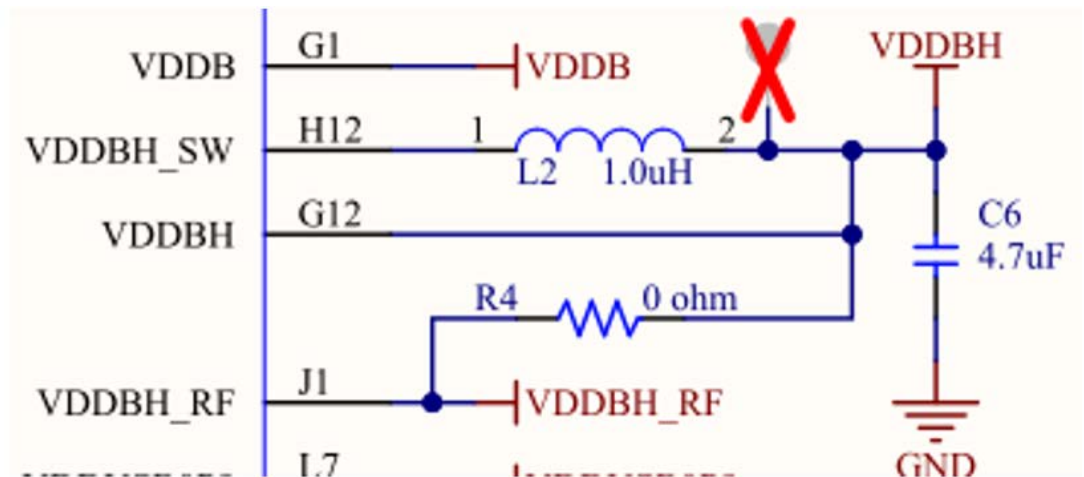 VDDB G1 VDDB VDDBH
VDDBH_SW H12 1 2
L2 1.0uH
VDDBH G12 C6
4.7uF
R4 0 ohm
VDDBH_RF J1 VDDBH_RF
L7 GND